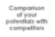 Comparison
of your
potentials with
competitors